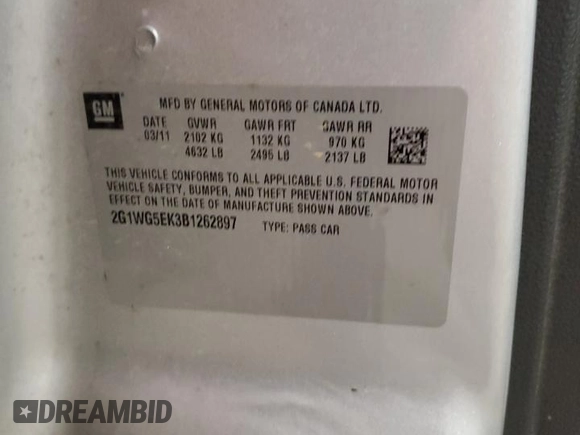 GM
MFD BY GENERAL MOTORS OF CANADA LTD.
DATE GVWR GAWR FRT GAWR RR
03/11 2102 KG 1132 KG 970 KG
4632 LB 2495 LB 2137 LB
THIS VEHICLE CONFORMS TO ALL APPLICABLE U.S. FEDERAL MOTOR
VEHICLE SAFETY, BUMPER, AND THEFT PREVENTION STANDARDS IN
EFFECT ON THE DATE OF MANUFACTURE SHOWN ABOVE.
2G1WG5EK3B1262897 TYPE: PASS CAR
DREAMBID